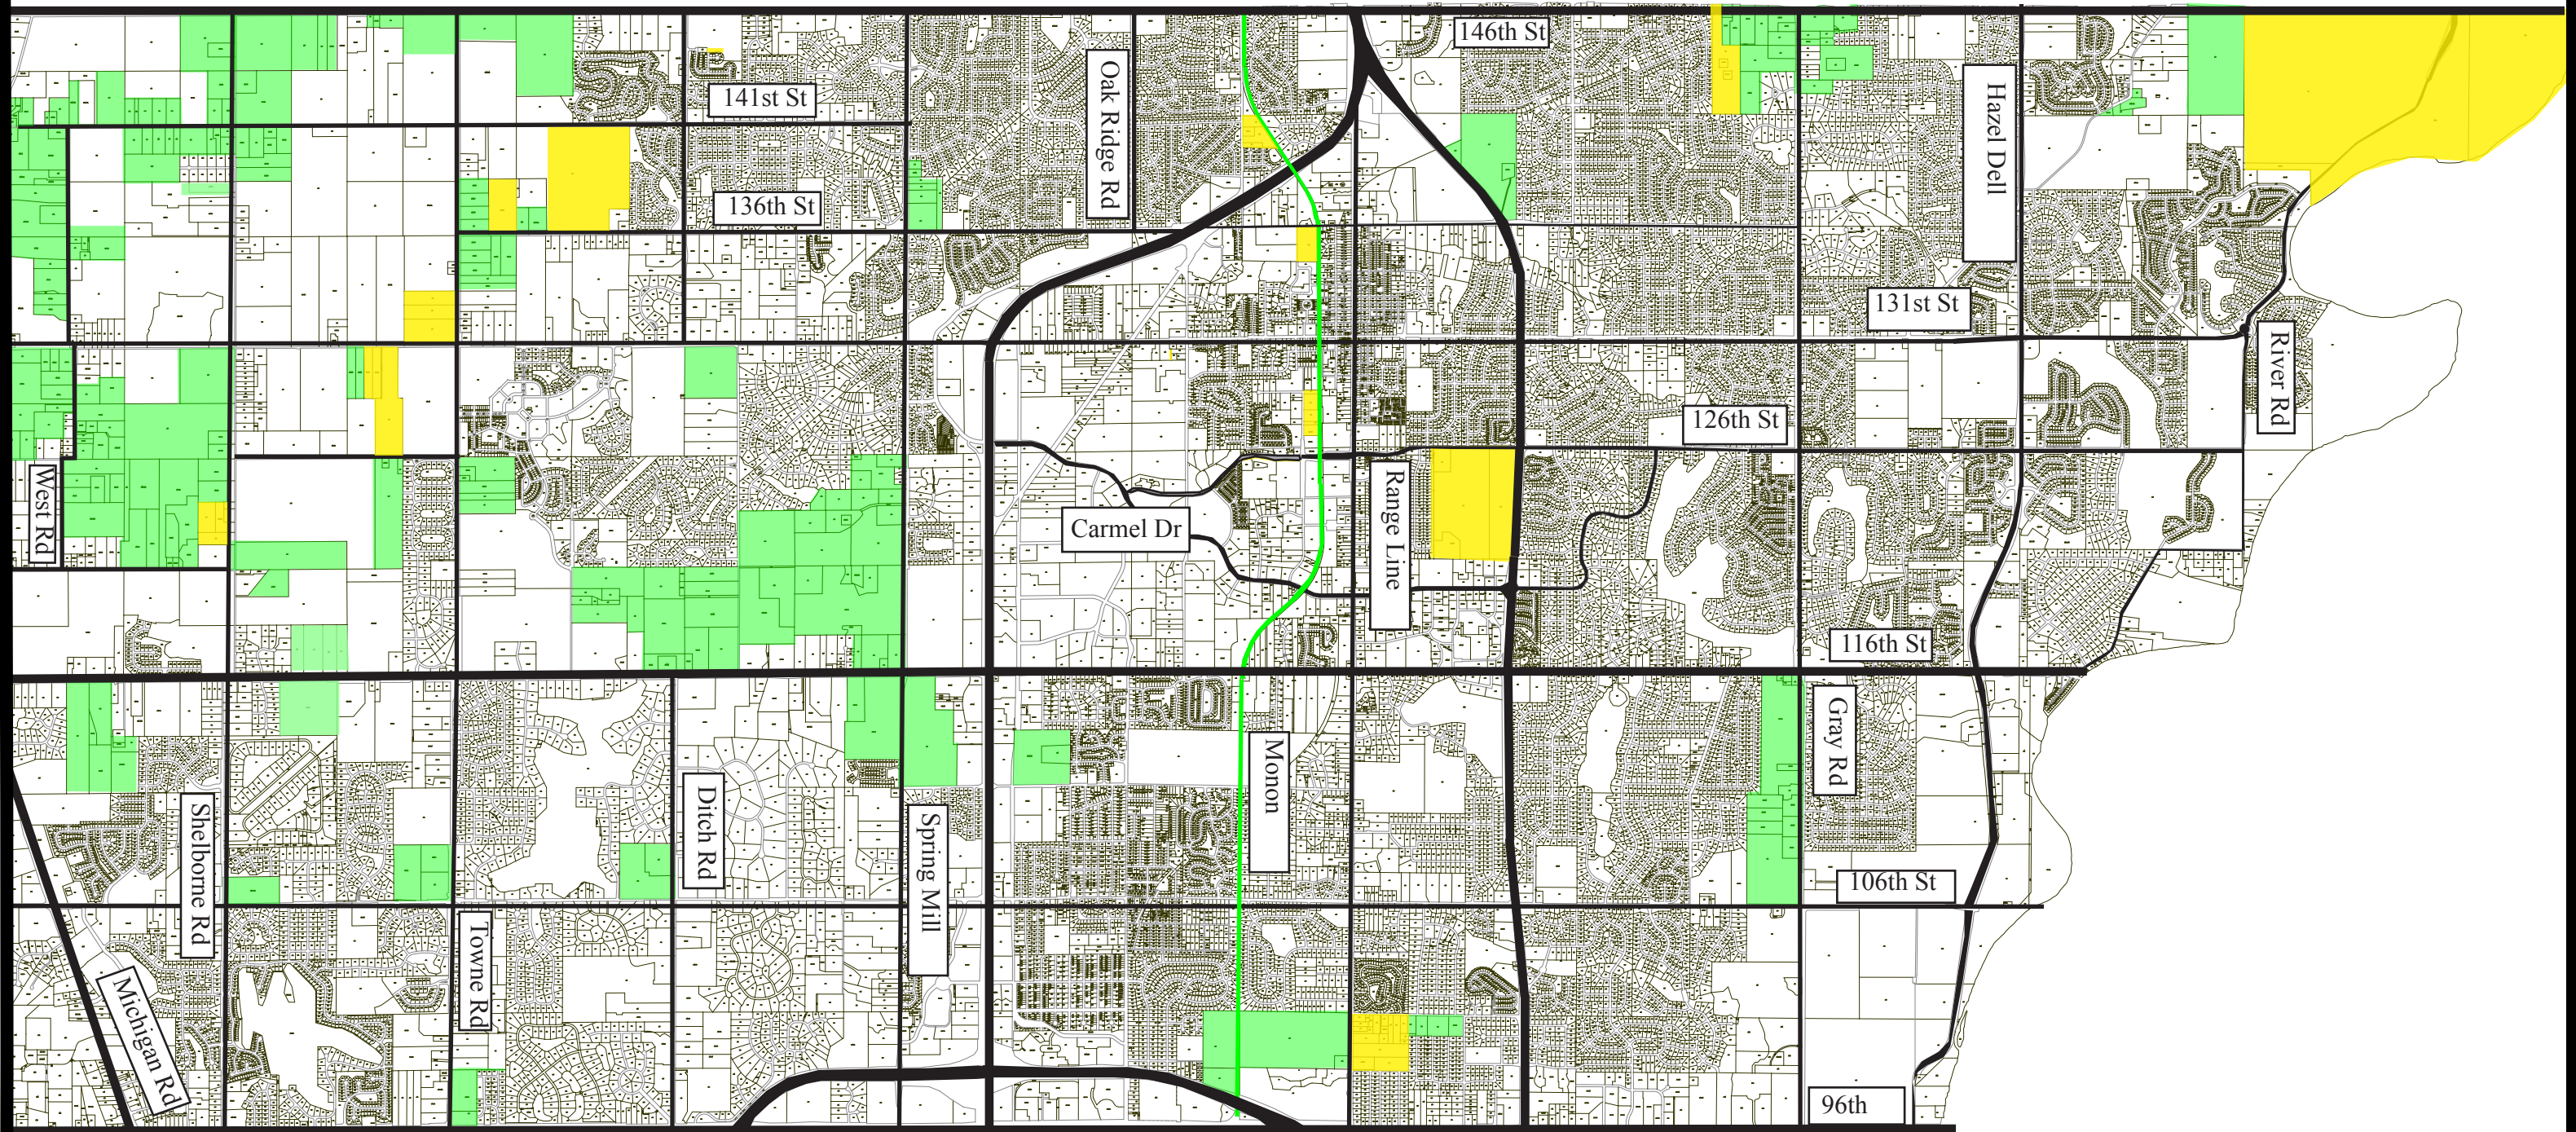 146th St
Oak Ridge Rd
141st St
Hazel Dell
136th St
131st St
River Rd
126th St
West Rd
Range Line
Carmel Dr
116th St
Gray Rd
Monon
Ditch Rd
Shelborne Rd
Spring Mill
106th St
Towne Rd
Michigan Rd
96th